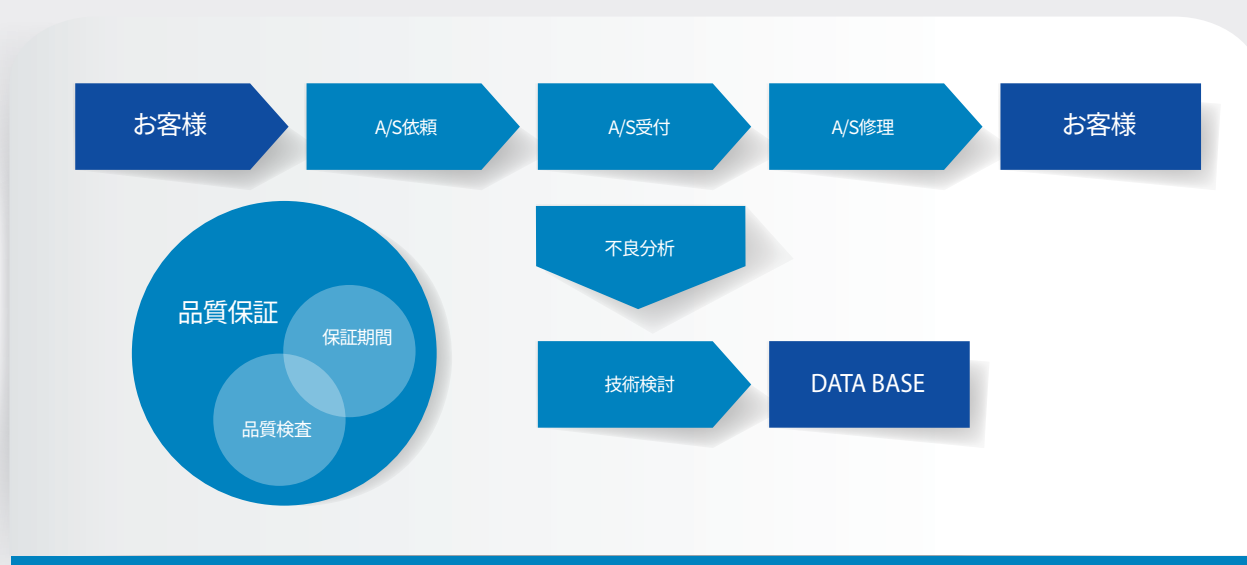 お客様
A/S依頼
A/S受付
A/S修理
お客様
不良分析
品質保証
保証期間
技術検討
DATA BASE
品質検査